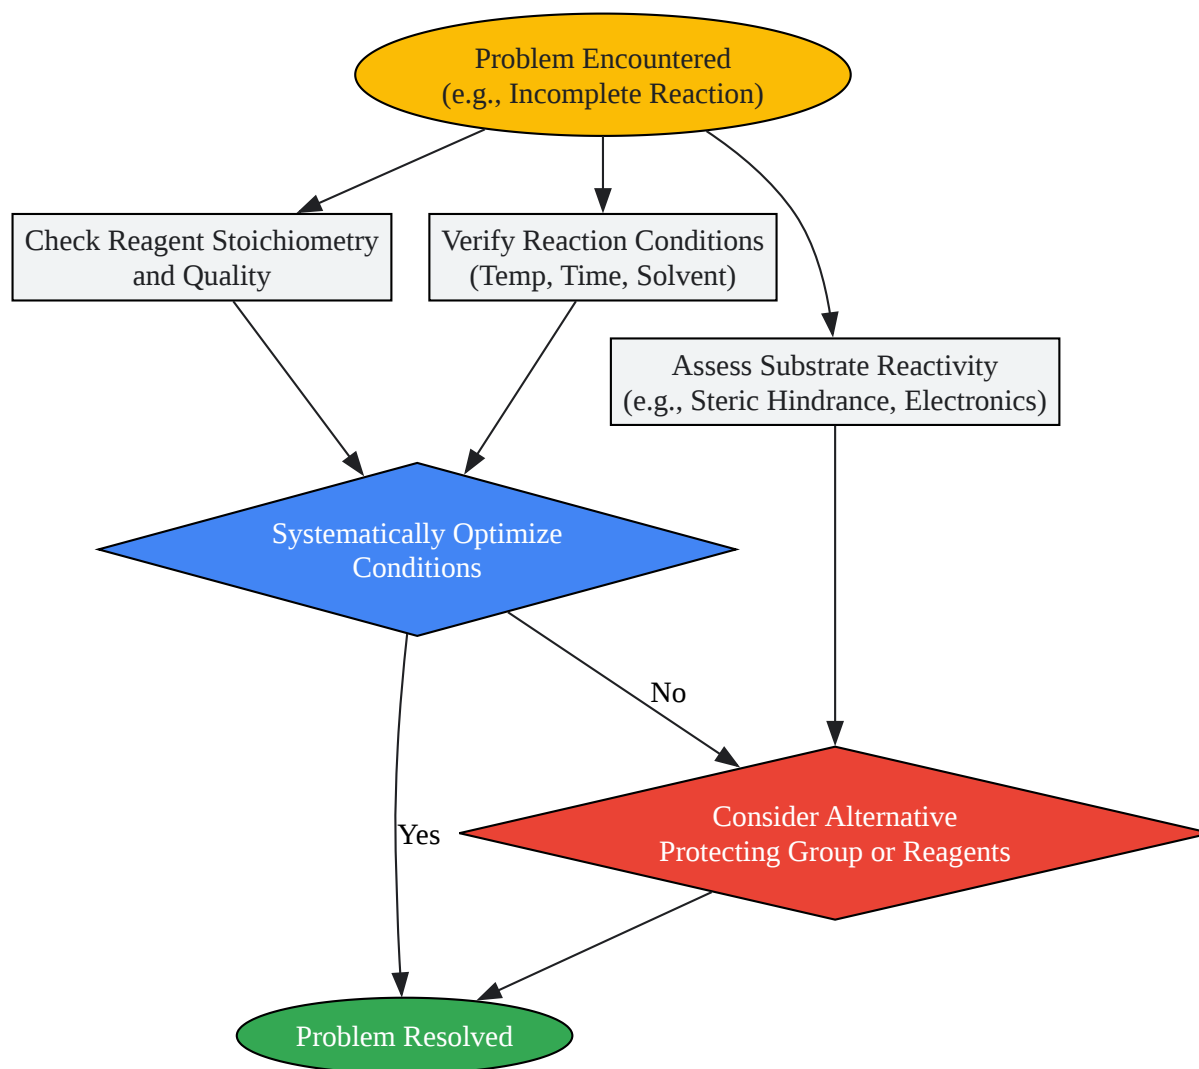 Problem Encountered
(e.g., Incomplete Reaction)
Check Reagent Stoichiometry
and Quality
Verify Reaction Conditions
(Temp, Time, Solvent)
Assess Substrate Reactivity
(e.g., Steric Hindrance, Electronics)
Systematically Optimize
Conditions
No
Yes
Consider Alternative
Protecting Group or Reagents
Problem Resolved